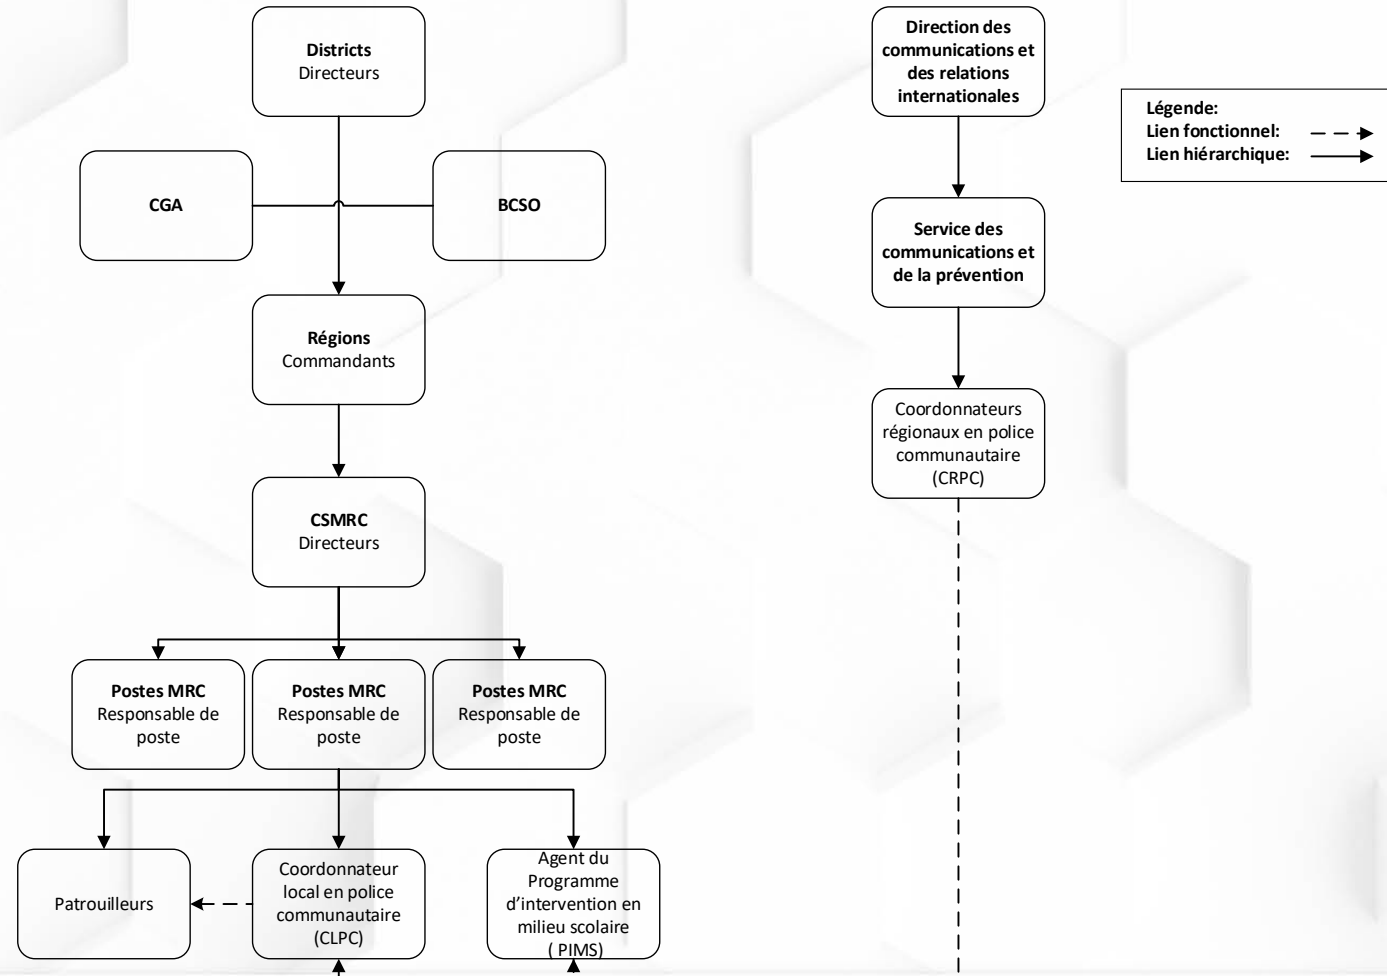 Districts
Directeurs
CGA
BCSO
Régions
Commandants
CSMRC
Directeurs
Postes MRC
Responsable de
poste
Postes MRC
Responsable de
poste
Postes MRC
Responsable de
poste
Patrouilleurs
Coordonnateur
local en police
communautaire
(CLPC)
Agent du
Programme
d’intervention en
milieu scolaire
( PIMS)
Direction des
communications et
des relations
internationales
Service des
communications et
de la prévention
Coordonnateurs
régionaux en police
communautaire
(CRPC)
Légende:
Lien fonctionnel:
Lien hiérarchique: